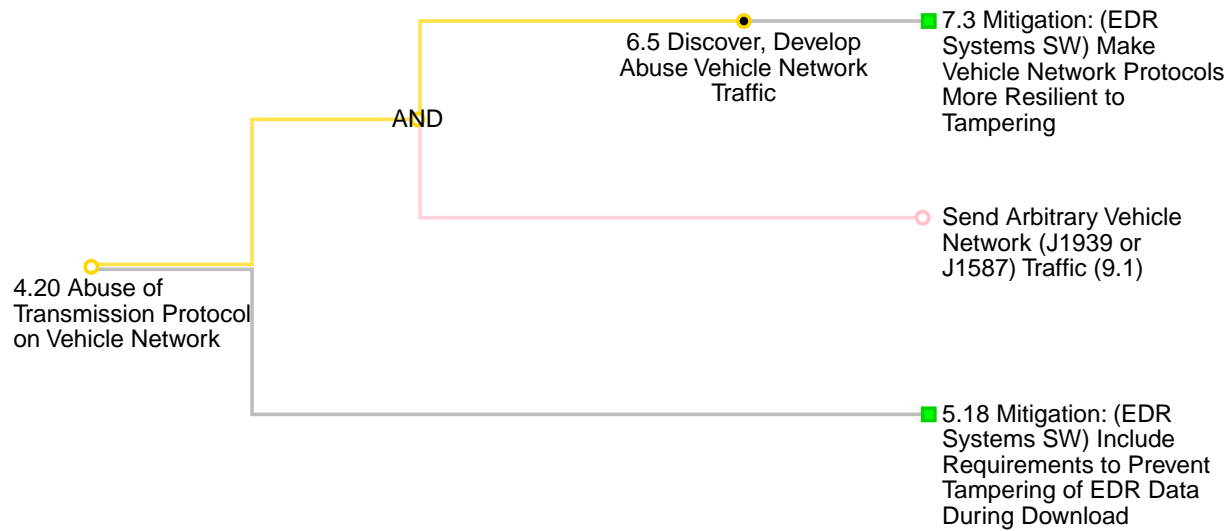 6.5 Discover, Develop
Abuse Vehicle Network
Traffic
7.3 Mitigation: (EDR
Systems SW) Make
Vehicle Network Protocols
More Resilient to
Tampering
AND
Send Arbitrary Vehicle
Network (J1939 or
J1587) Traffic (9.1)
4.20 Abuse of
Transmission Protocol
on Vehicle Network
5.18 Mitigation: (EDR
Systems SW) Include
Requirements to Prevent
Tampering of EDR Data
During Download